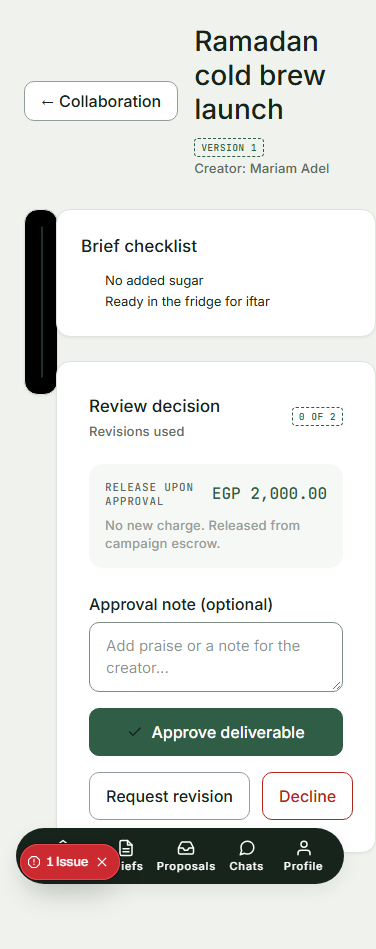 Ramadan
cold brew
launch
← Collaboration
VERSION 1
Creator: Mariam Adel
Brief checklist
No added sugar
Ready in the fridge for iftar
Review decision
Revisions used
0 OF 2
RELEASE UPON
APPROVAL
EGP 2,000.00
No new charge. Released from
campaign escrow.
Approval note (optional)
Add praise or a note for the
creator...
Approve deliverable
Request revision
Decline
1 Issue
iefs
Proposals
Chats
Profile